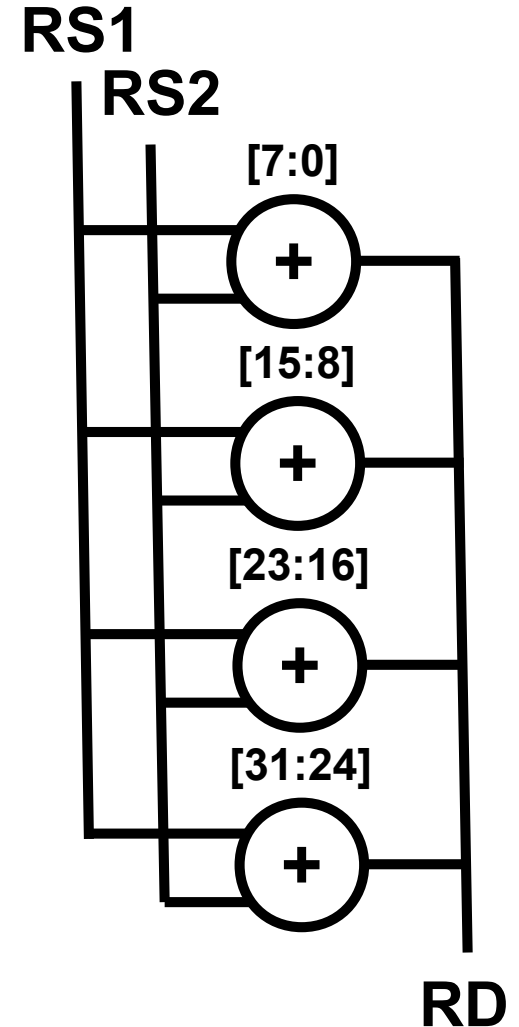 RS1
RS2
[7:0]
+
[15:8]
+
[23:16]
+
[31:24]
+
RD